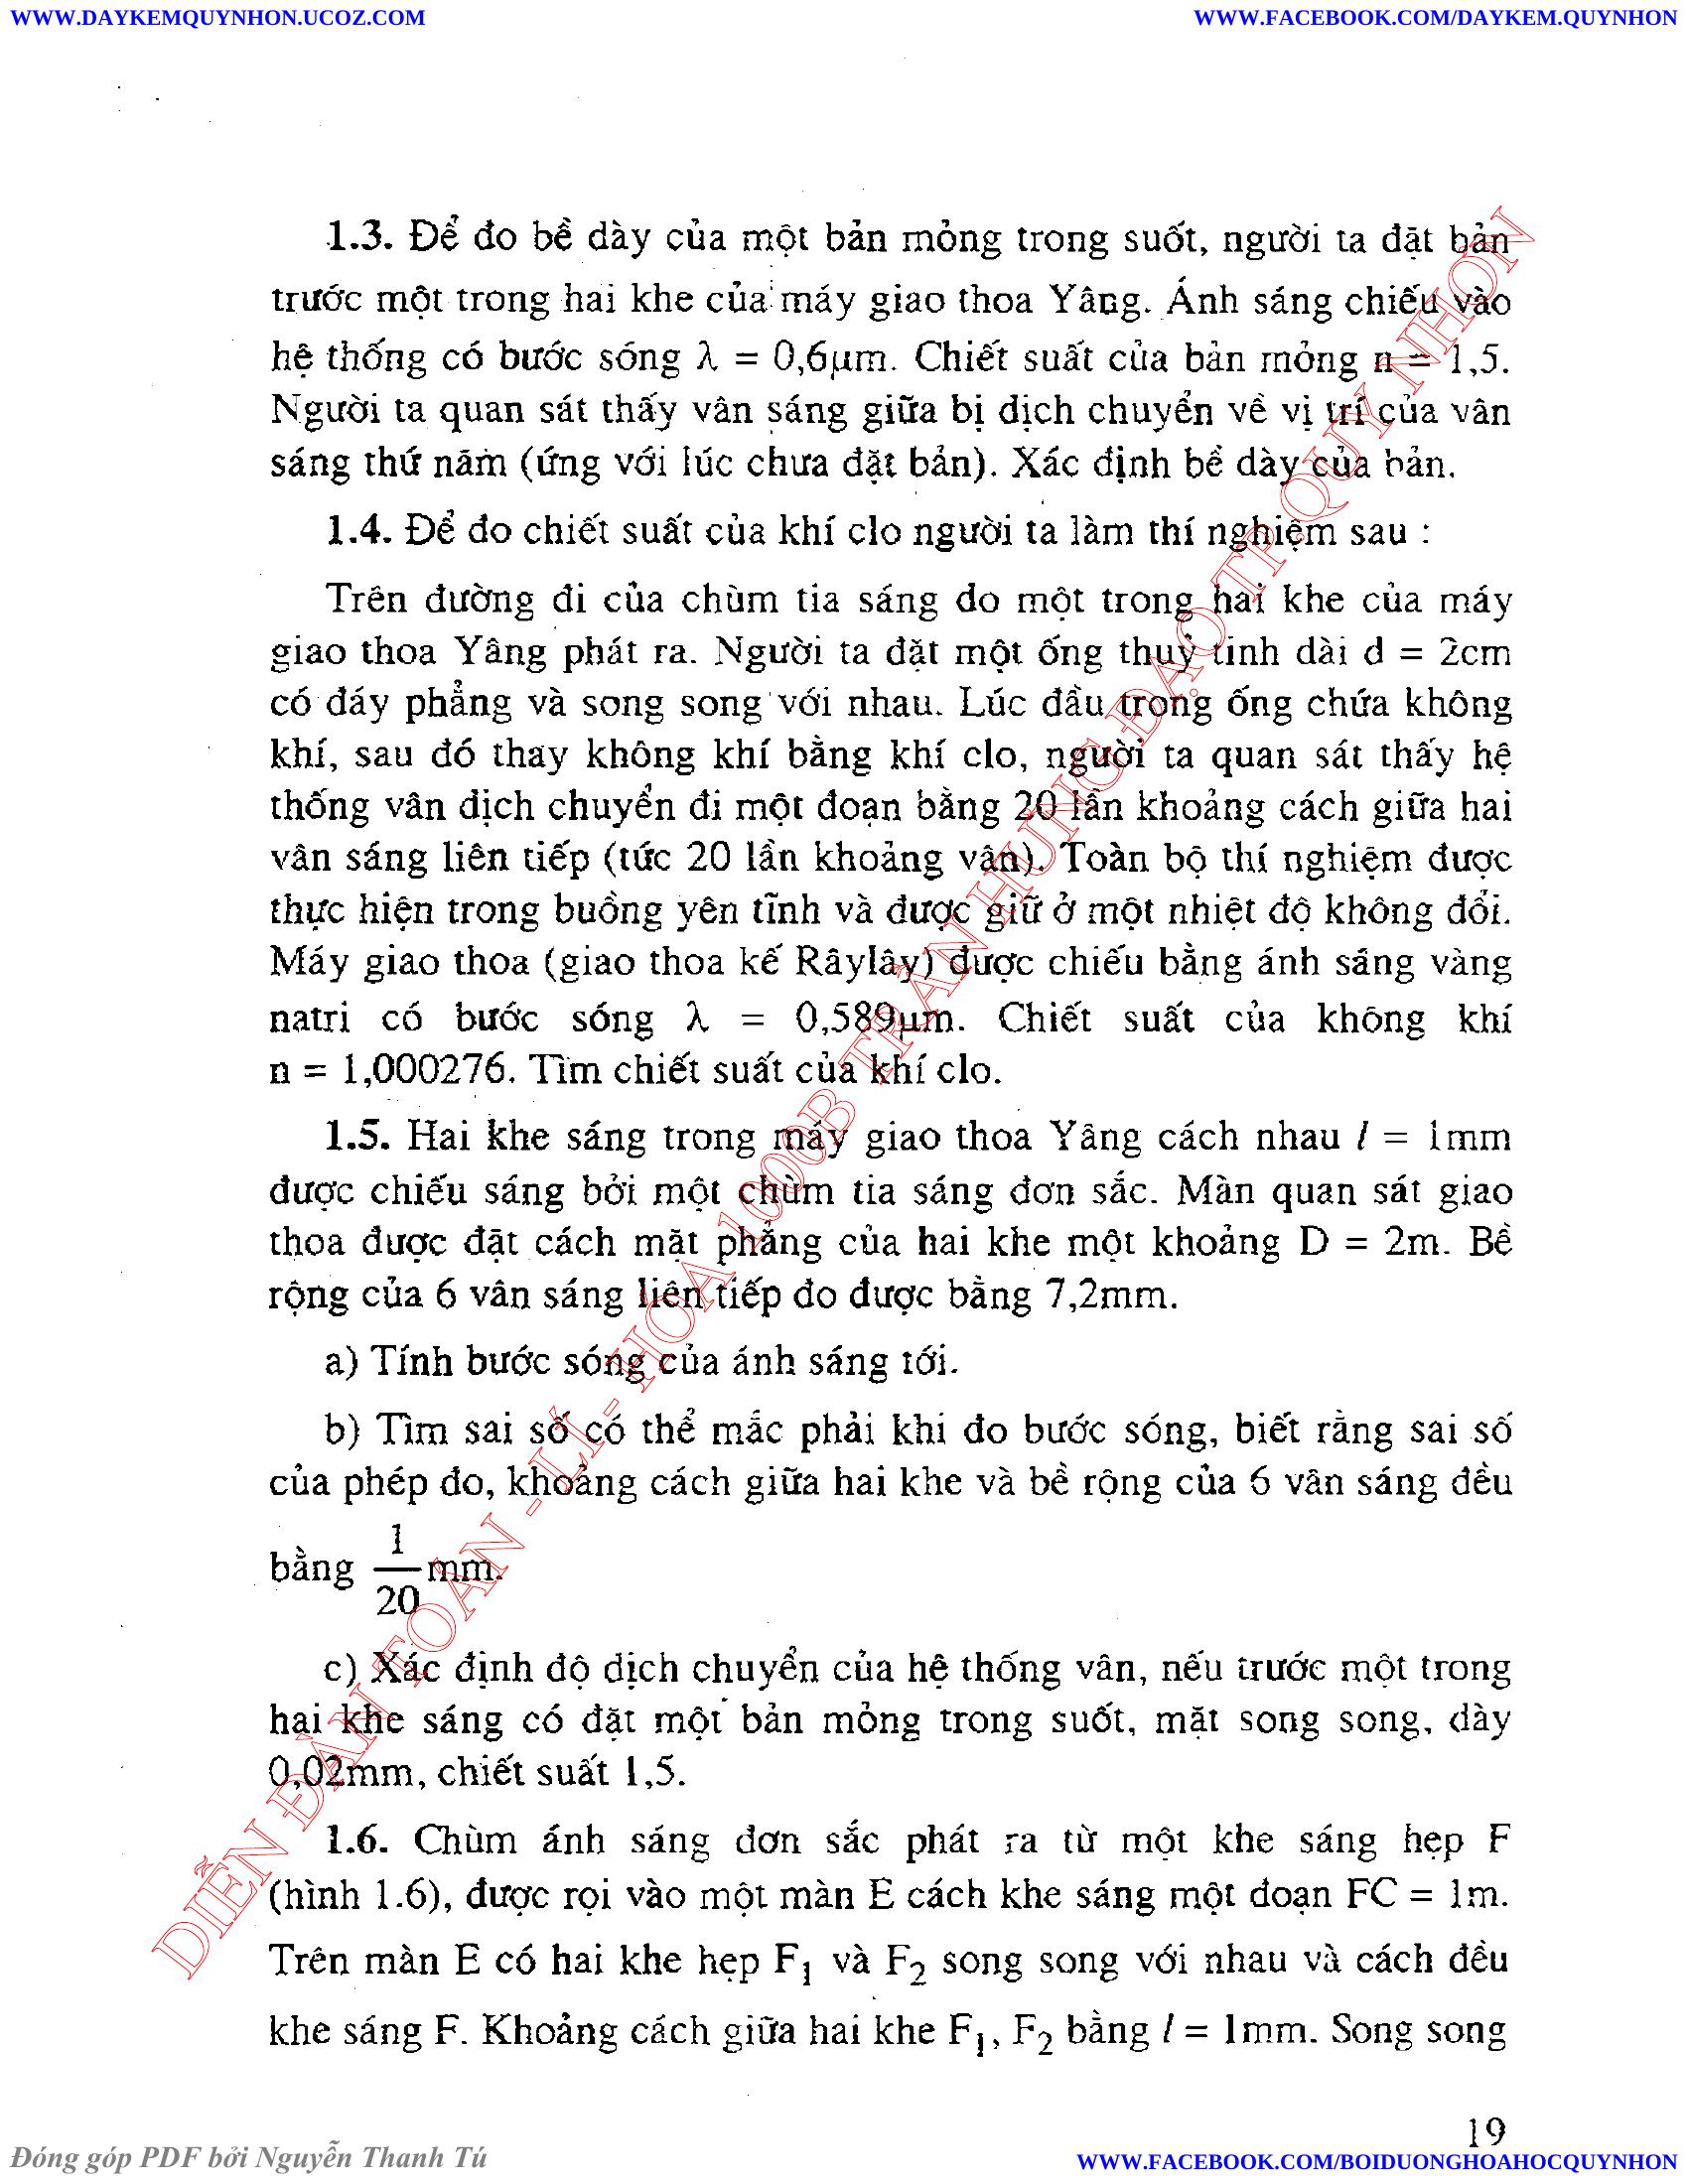 WWW.DAYKEMQUYNHON.UCOZ.COM
WWW.FACEBOOK.COM/DAYKEM.QUYNHON
1.3. Để đo bề dày của một bản mỏng trong suốt, người ta đặt bản
trước một trong hai khe của máy giao thoa Yâng. Ánh sáng chiếu vào
hệ thống có bước sóng λ = 0,6μm. Chiết suất của bản mỏng n = 1,5.
Người ta quan sát thấy vân sáng giữa bị dịch chuyển về vị trí của vân
sáng thứ năm (ứng với lúc chưa đặt bản). Xác định bề dày của bản.
1.4. Để đo chiết suất của khí clo người ta làm thí nghiệm sau :
Trên đường đi của chùm tia sáng do một trong hai khe của máy
giao thoa Yâng phát ra. Người ta đặt một ống thuỷ tinh dài d = 2cm
có đáy phẳng và song song với nhau. Lúc đầu trong ống chứa không
khí, sau đó thay không khí bằng khí clo, người ta quan sát thấy hệ
thống vân dịch chuyển đi một đoạn bằng 20 lần khoảng cách giữa hai
vân sáng liên tiếp (tức 20 lần khoảng vân). Toàn bộ thí nghiệm được
thực hiện trong buồng yên tĩnh và được giữ ở một nhiệt độ không đổi.
Máy giao thoa (giao thoa kế Râylây) được chiếu bằng ánh sáng vàng
natri có bước sóng λ = 0,589μm. Chiết suất của không khí
n = 1,000276. Tìm chiết suất của khí clo.
1.5. Hai khe sáng trong máy giao thoa Yâng cách nhau l = 1mm
được chiếu sáng bởi một chùm tia sáng đơn sắc. Màn quan sát giao
thoa được đặt cách mặt phẳng của hai khe một khoảng D = 2m. Bề
rộng của 6 vân sáng liên tiếp đo được bằng 7,2mm.
a) Tính bước sóng của ánh sáng tới.
b) Tìm sai số có thể mắc phải khi đo bước sóng, biết rằng sai số
của phép đo, khoảng cách giữa hai khe và bề rộng của 6 vân sáng đều
bằng 1/20 mm.
c) Xác định độ dịch chuyển của hệ thống vân, nếu trước một trong
hai khe sáng có đặt một bản mỏng trong suốt, mặt song song, dày
0,02mm, chiết suất 1,5.
1.6. Chùm ánh sáng đơn sắc phát ra từ một khe sáng hẹp F
(hình 1.6), được rọi vào một màn E cách khe sáng một đoạn FC = 1m.
Trên màn E có hai khe hẹp F₁ và F₂ song song với nhau và cách đều
khe sáng F. Khoảng cách giữa hai khe F₁, F₂ bằng l = 1mm. Song song
19
DIỄN ĐÀN TOÁN - LÍ - HÓA 1000B TRẦN HƯNG ĐẠO TP.QUY NHƠN
Đóng góp PDF bởi Nguyễn Thanh Tú
WWW.FACEBOOK.COM/BOIDUONGHOAHOCQUYNHON